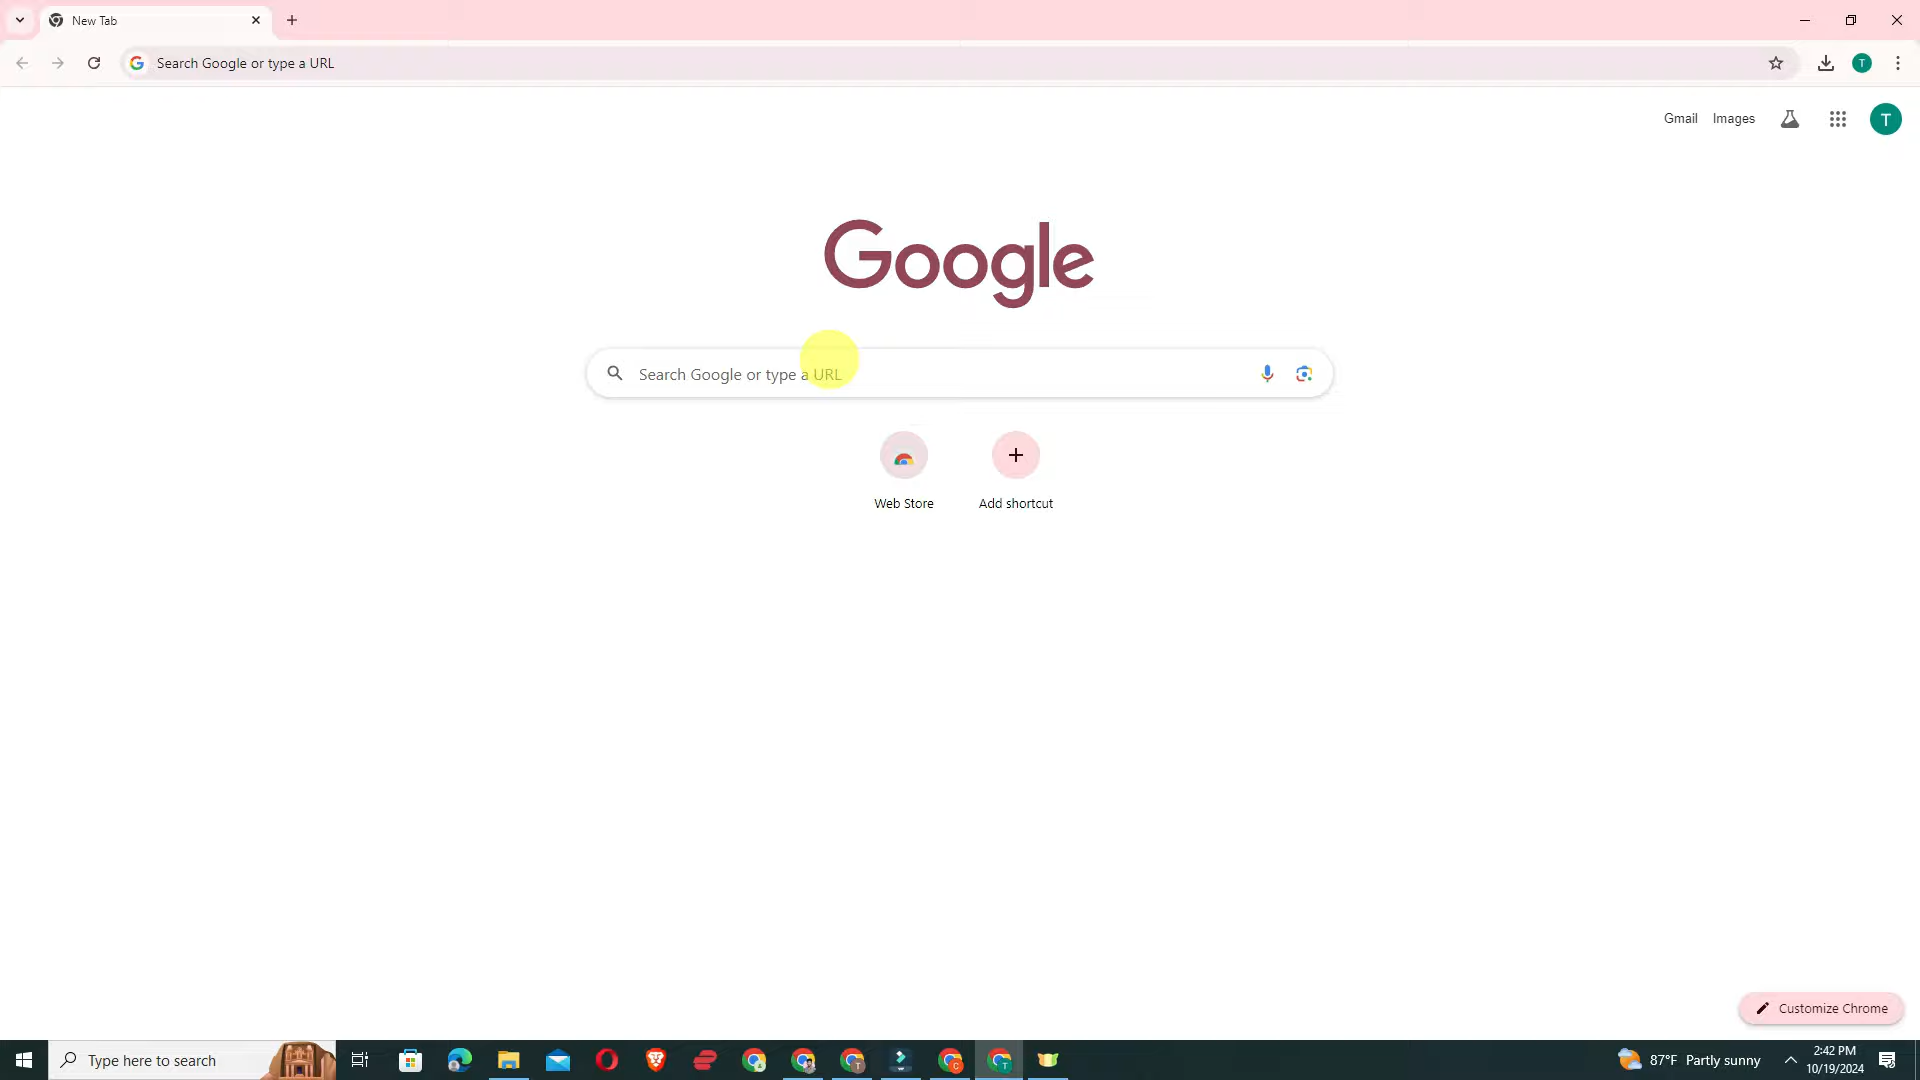 New Tab
Search Google or type a URL
Gmail Images T
T
Google
Search Google or type a URL
Web Store
Add shortcut
Customize Chrome
Type here to search
87°F Partly sunny
2:42 PM
10/19/2024